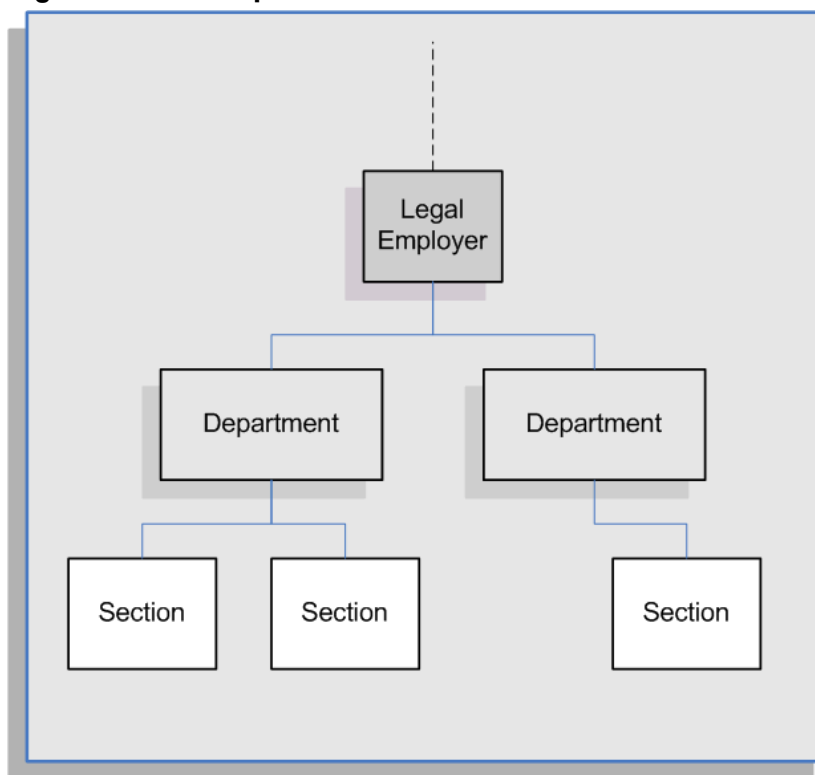 Legal
Employer
Department
Department
Section
Section
Section